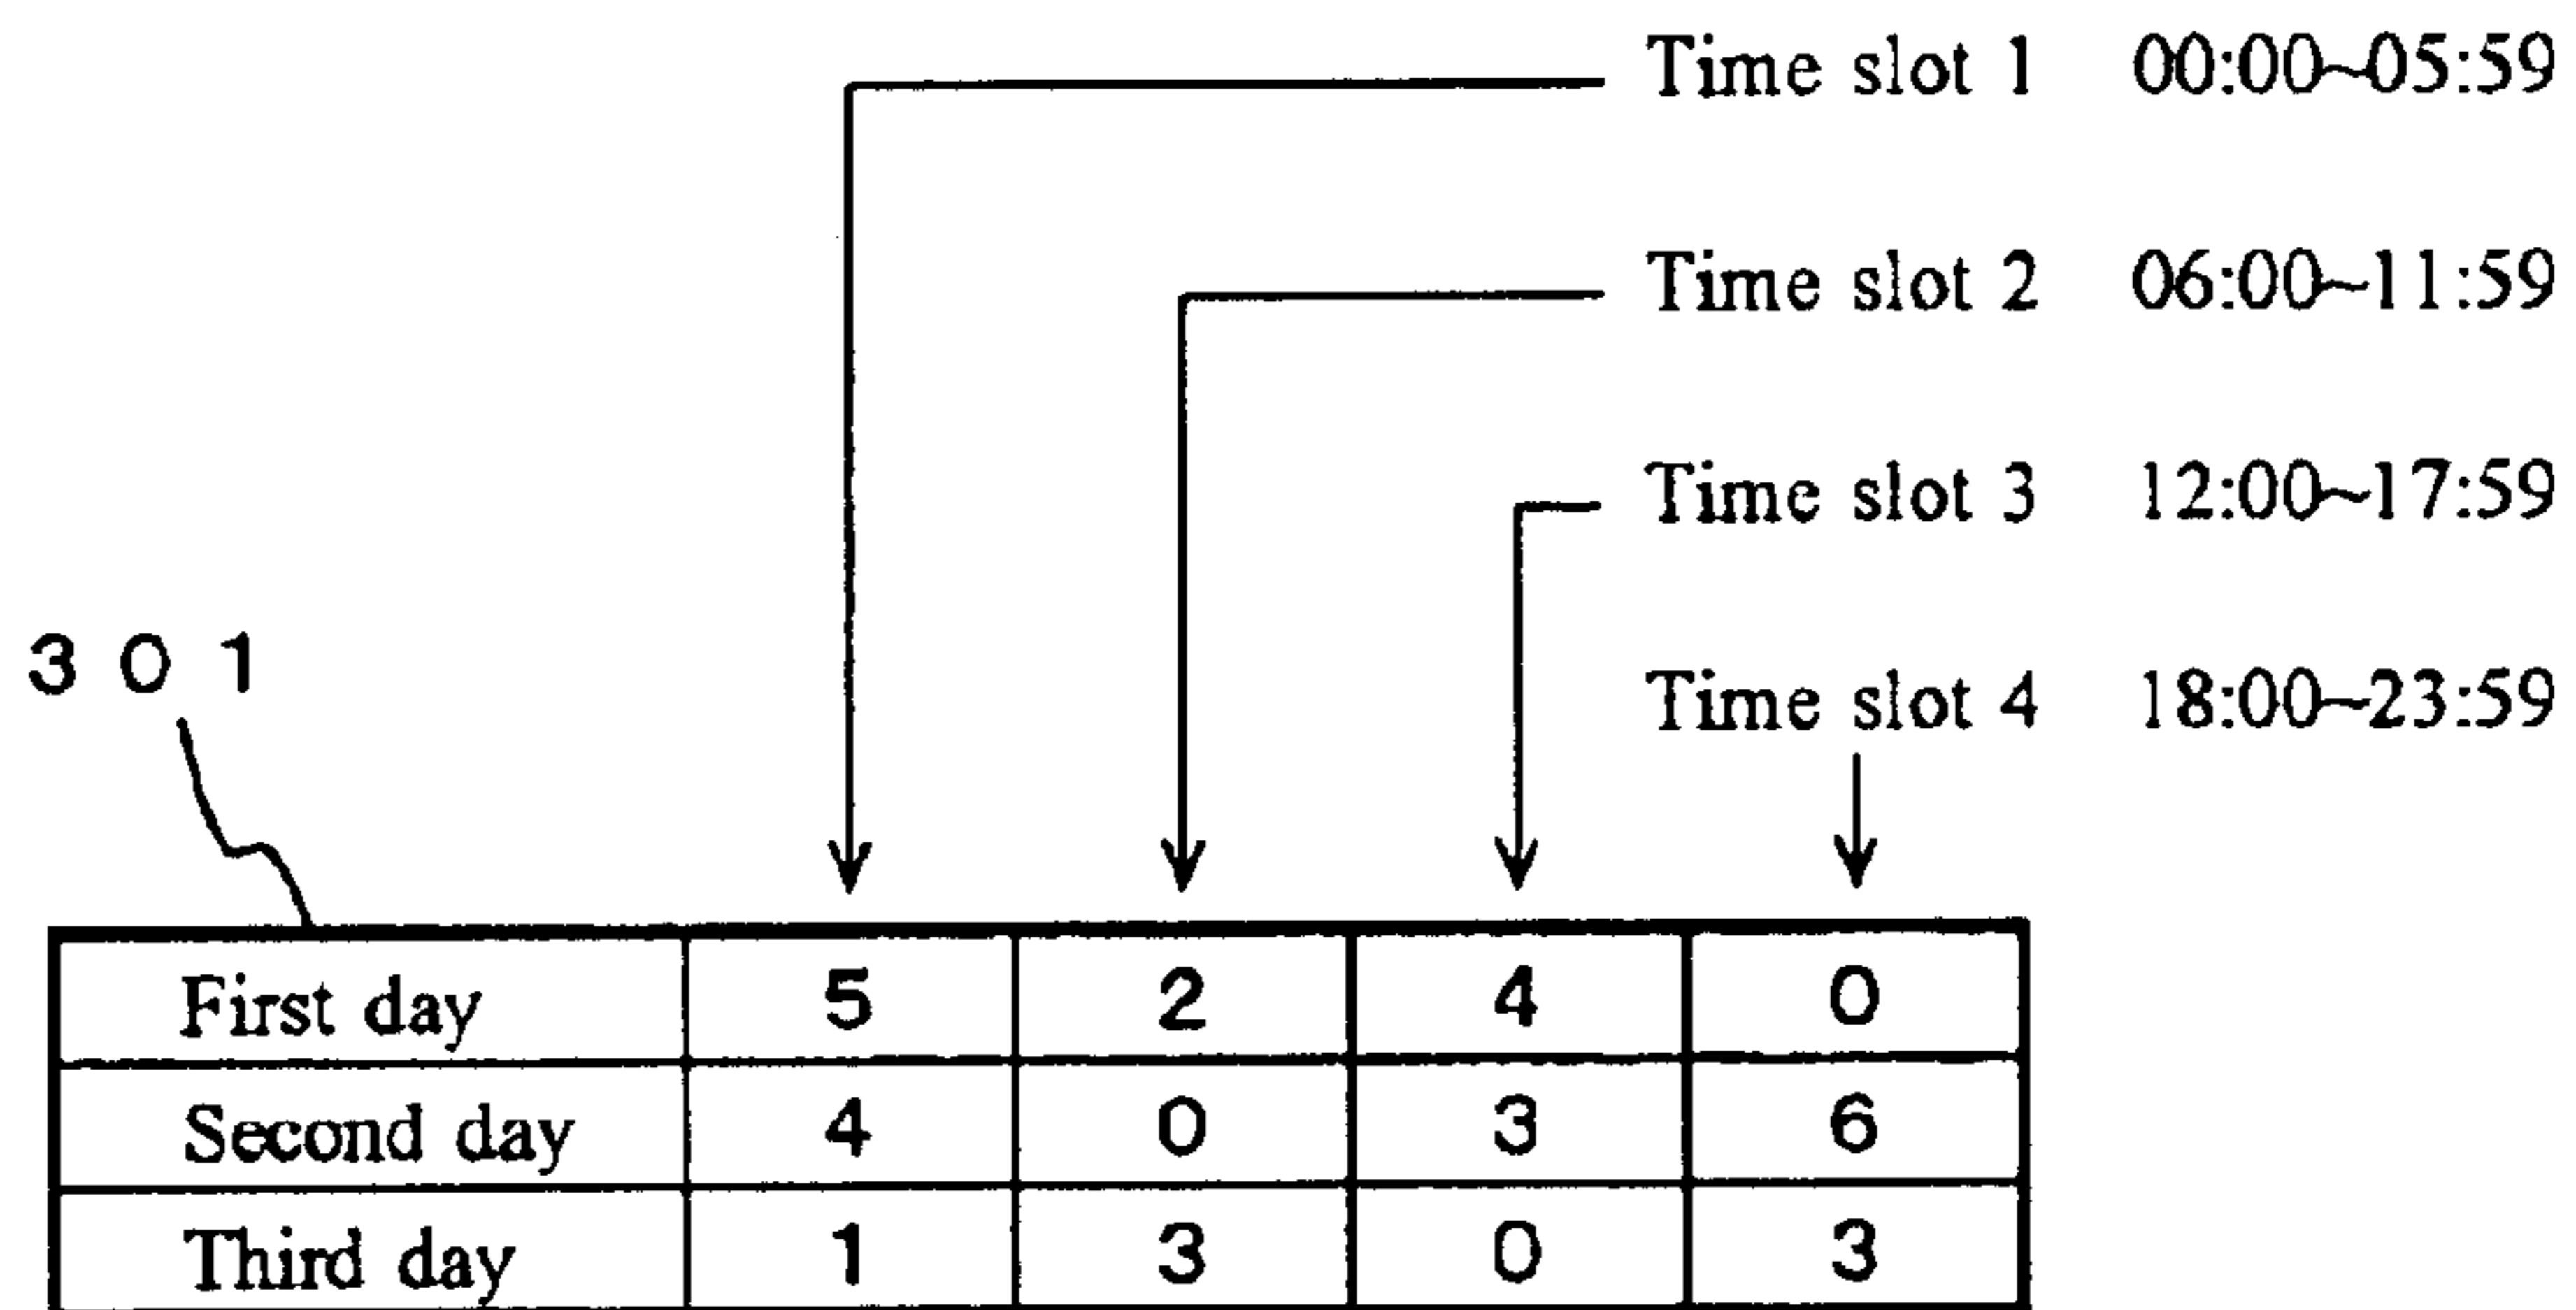 Time slot 1 00:00~05:59
Time slot 2 06:00~11:59
Time slot 3 12:00~17:59
Time slot 4 18:00~23:59
301
First day 5 2 4 0
Second day 4 0 3 6
Third day 1 3 0 3